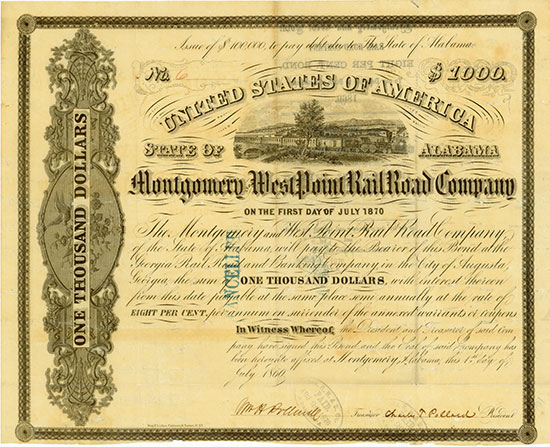 Issue of $100,000, to pay debt due to The State of Alabama
No. 6
$1000.
UNITED STATES OF AMERICA
STATE OF ALABAMA
Montgomery & West Point Rail Road Company
ON THE FIRST DAY OF JULY 1870
The Montgomery and West Point Rail Road Company,
of the State of Alabama, will pay to the Bearer of this Bond at the
Georgia Rail Road and Banking Company in the City of Augusta,
Georgia the sum of ONE THOUSAND DOLLARS, with interest thereon
from this date payable at the same place semi annually at the rate of
EIGHT PER CENT, per annum on surrender of the annexed warrants or coupons
In Witness Whereof, the President and Treasurer of said Com
pany have signed this Bond and the Seal of said Company has
been hereunto affixed at Montgomery, Alabama, this 1st day of
July 1860.
Treasurer Charles T. Pollard President
ONE THOUSAND DOLLARS
CANCELLED
EIGHT PER CENT. BOND